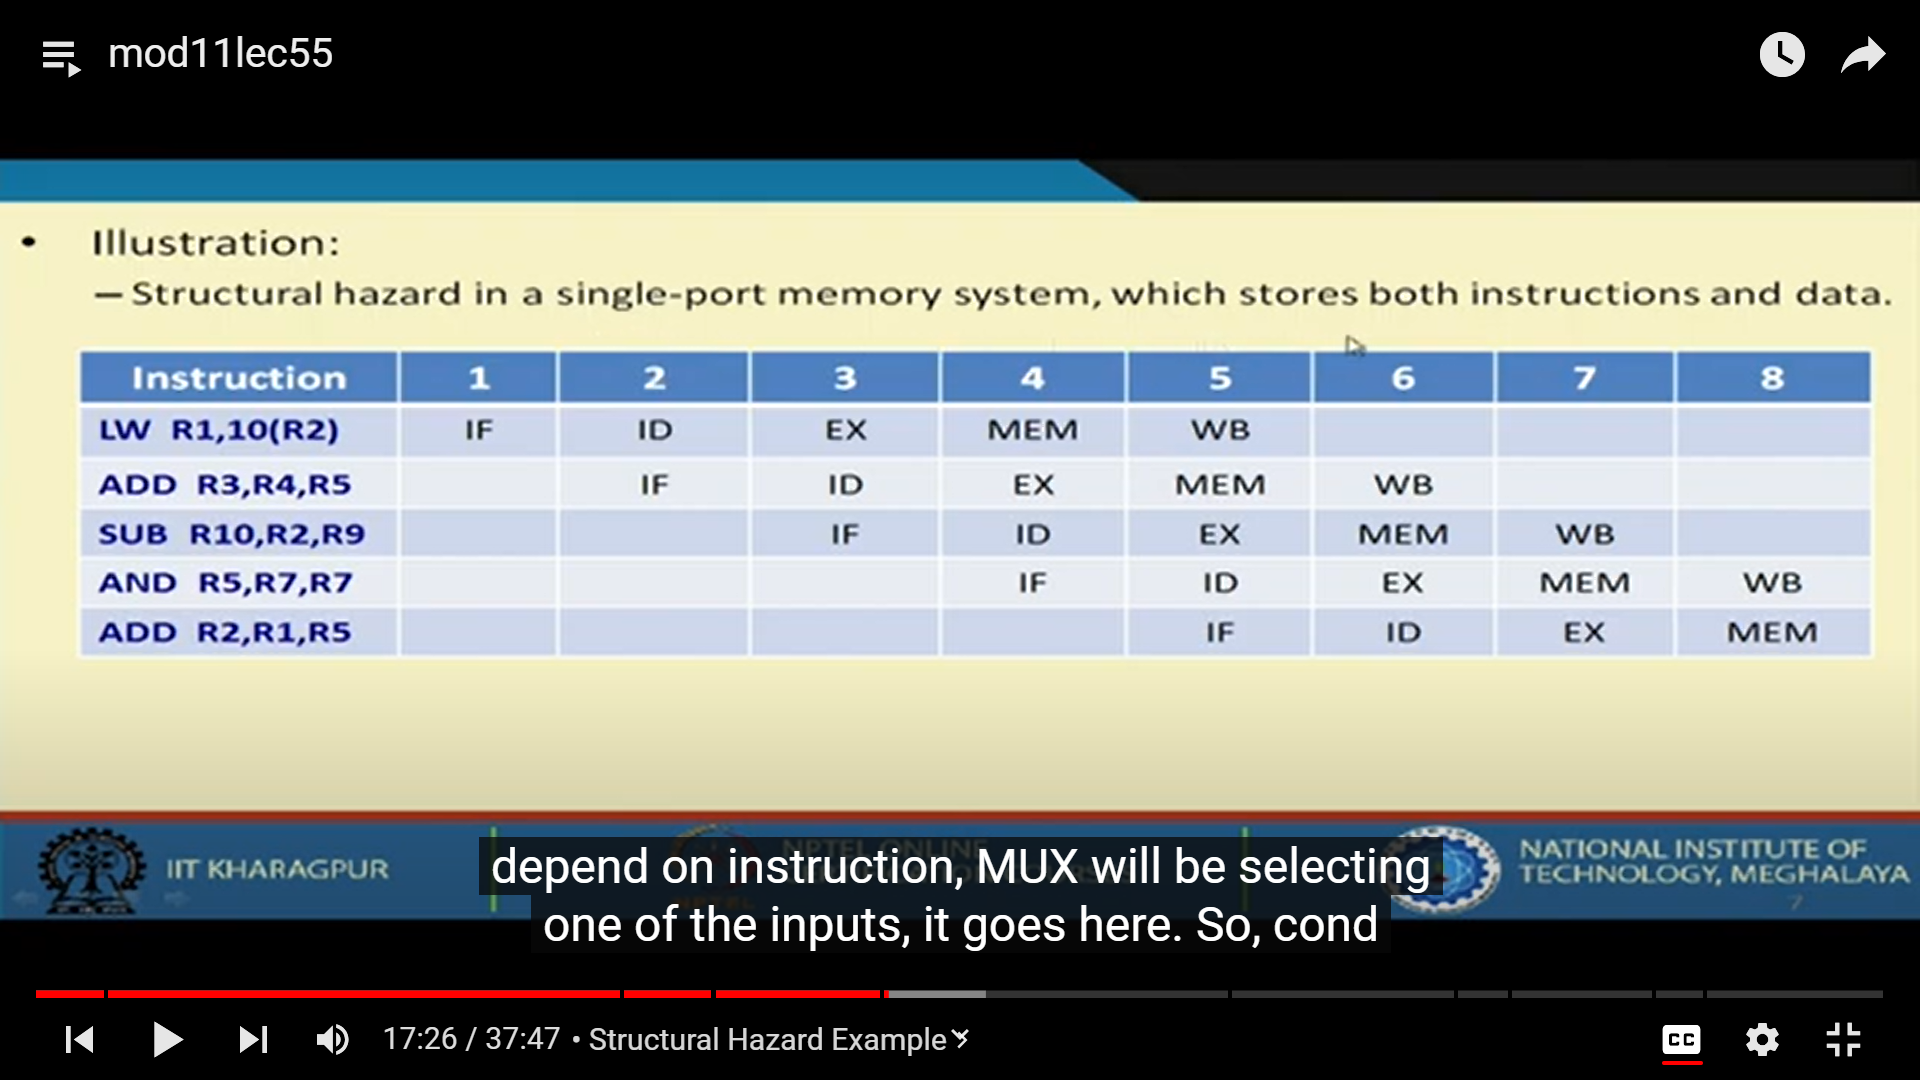 mod11lec55
• Illustration:
– Structural hazard in a single-port memory system, which stores both instructions and data.
Instruction 1 2 3 4 5 6 7 8
LW R1,10(R2) IF ID EX MEM WB
ADD R3,R4,R5 IF ID EX MEM WB
SUB R10,R2,R9 IF ID EX MEM WB
AND R5,R7,R7 IF ID EX MEM WB
ADD R2,R1,R5 IF ID EX MEM
IIT KHARAGPUR
NPTEL ONLINE
NATIONAL INSTITUTE OF
TECHNOLOGY, MEGHALAYA
7
depend on instruction, MUX will be selecting
one of the inputs, it goes here. So, cond
17:26 / 37:47 • Structural Hazard Example
CC